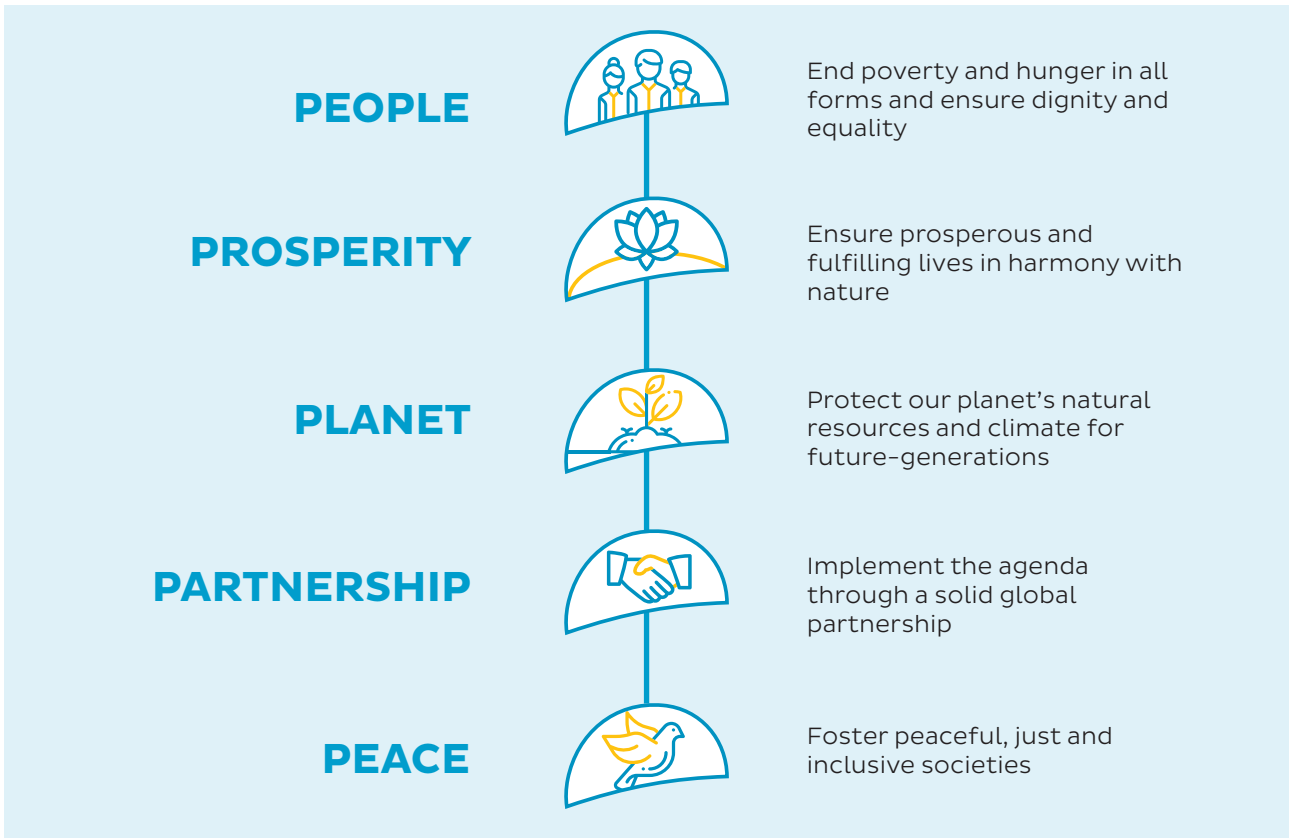 PEOPLE
End poverty and hunger in all
forms and ensure dignity and
equality
PROSPERITY
Ensure prosperous and
fulfilling lives in harmony with
nature
PLANET
Protect our planet’s natural
resources and climate for
future-generations
PARTNERSHIP
Implement the agenda
through a solid global
partnership
PEACE
Foster peaceful, just and
inclusive societies